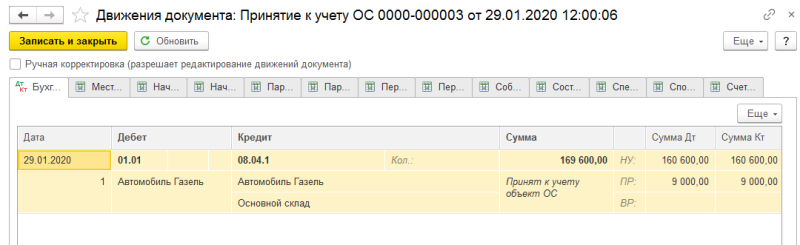 Движения документа: Принятие к учету ОС 0000-000003 от 29.01.2020 12:00:06
Записать и закрыть Обновить Еще ?
Ручная корректировка (разрешает редактирование движений документа)
Дт Кт Бухг... Мест... Нач... Нач... Пар... Пар... Пер... Пер... Соб... Сост... Спе... Спо... Счет...
Еще
Дата Дебет Кредит Сумма Сумма Дт Сумма Кт
29.01.2020 01.01 08.04.1 Кол.: 169 600,00 НУ: 160 600,00 160 600,00
1 Автомобиль Газель Автомобиль Газель Принят к учету ПР: 9 000,00 9 000,00
объект ОС
Основной склад ВР: